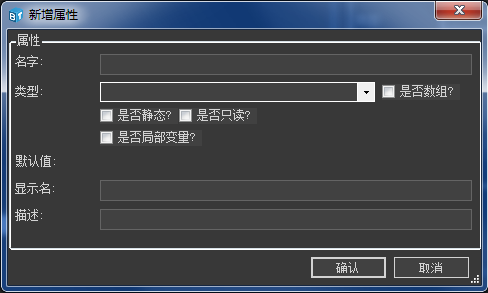 新增属性
属性
名字:
类型:
是否数组?
是否静态? 是否只读?
是否局部变量?
默认值:
显示名:
描述:
确认 取消